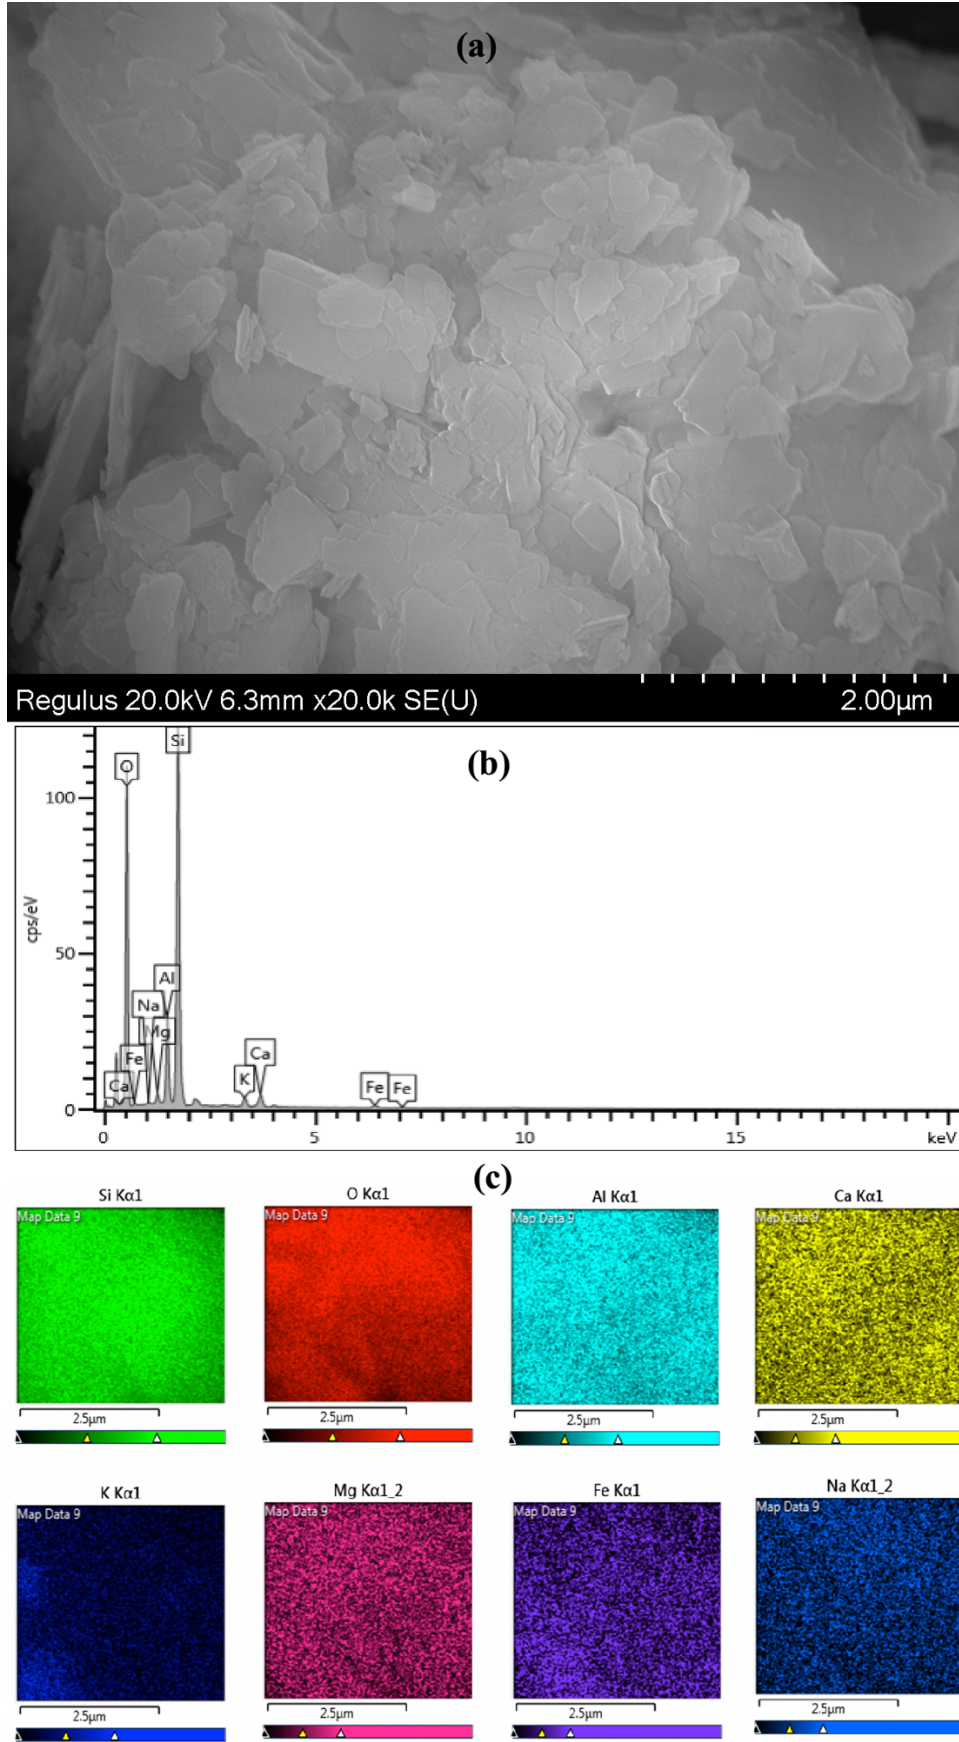 (a)
Regulus 20.0kV 6.3mm x20.0k SE(U)
2.00µm
(b)
Si
O
100
cps/eV
50
Al
Na
Mg
Fe
Ca
K
Ca
Fe
Fe
0
0
5
10
15
keV
(c)
Si Kα1
O Kα1
Al Kα1
Ca Kα1
Map Data 9
Map Data 9
Map Data 9
Map Data 9
2.5µm
2.5µm
2.5µm
2.5µm
K Kα1
Mg Kα1_2
Fe Kα1
Na Kα1_2
Map Data 9
Map Data 9
Map Data 9
Map Data 9
2.5µm
2.5µm
2.5µm
2.5µm